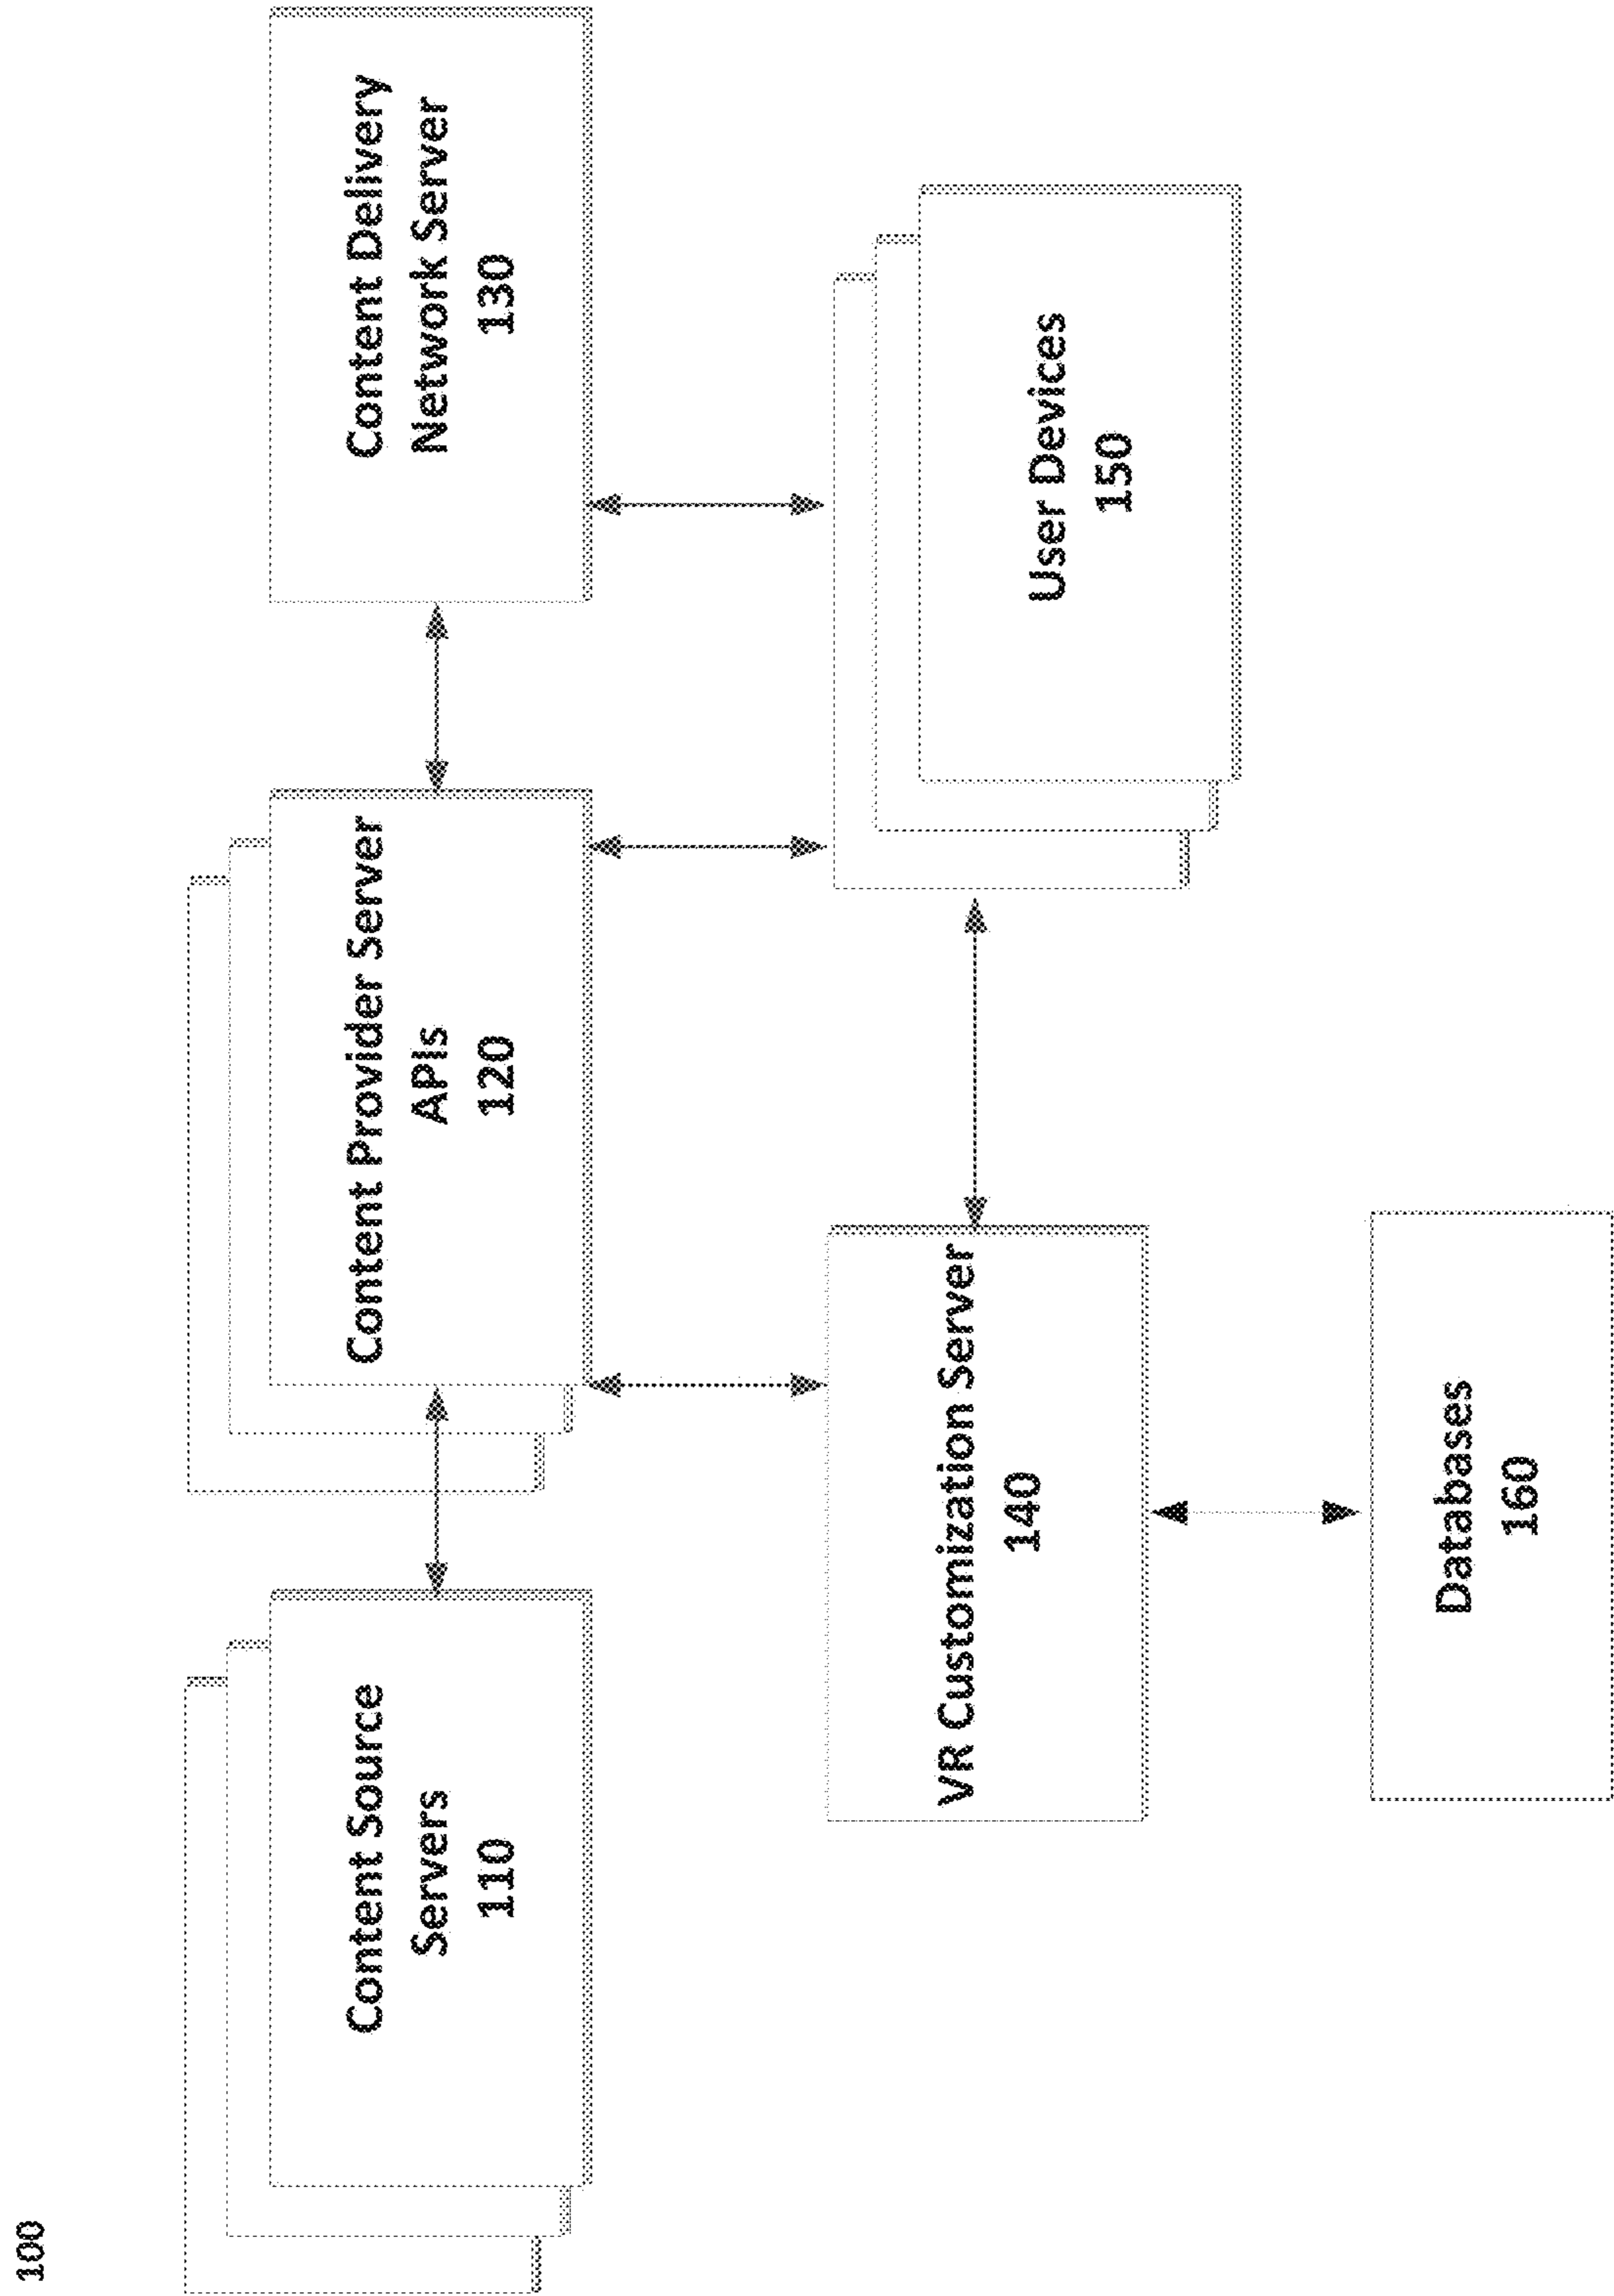 100
Content Source
Servers
110
Content Provider Server
APIs
120
Content Delivery
Network Server
130
VR Customization Server
140
User Devices
150
Databases
160